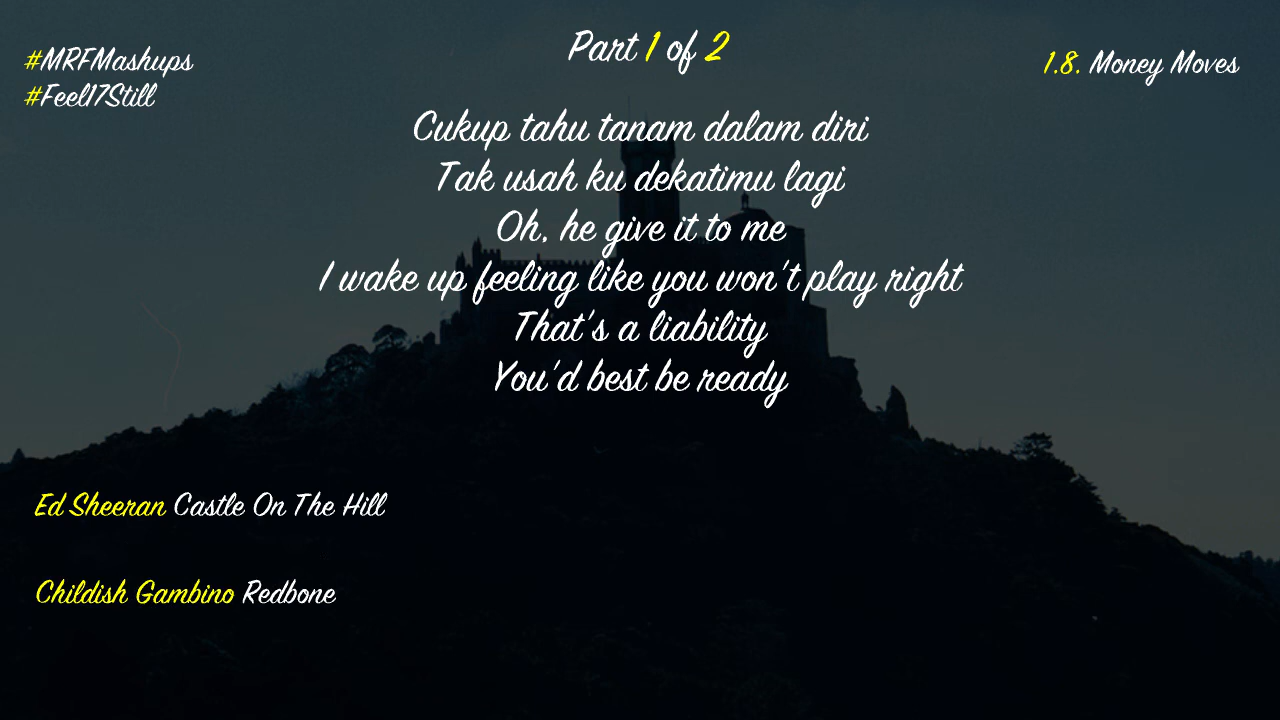 #MRFMashups
#Feel17Still
Part 1 of 2
1.8. Money Moves
Cukup tahu tanam dalam diri
Tak usah ku dekatimu lagi
Oh, he give it to me
I wake up feeling like you won't play right
That's a liability
You'd best be ready
Ed Sheeran Castle On The Hill
Childish Gambino Redbone